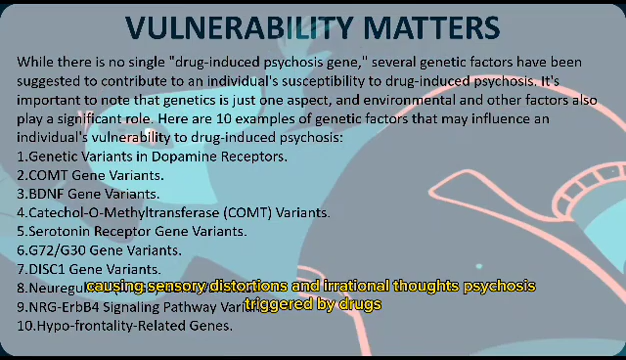 VULNERABILITY MATTERS
While there is no single "drug-induced psychosis gene," several genetic factors have been
suggested to contribute to an individual's susceptibility to drug-induced psychosis. It's
important to note that genetics is just one aspect, and environmental and other factors also
play a significant role. Here are 10 examples of genetic factors that may influence an
individual's vulnerability to drug-induced psychosis:
1.Genetic Variants in Dopamine Receptors.
2.COMT Gene Variants.
3.BDNF Gene Variants.
4.Catechol-O-Methyltransferase (COMT) Variants.
5.Serotonin Receptor Gene Variants.
6.G72/G30 Gene Variants.
7.DISC1 Gene Variants.
8.
causing sensory distortions and irrational thoughts psychosis
9.NRG-ErbB4 Signaling Pathway
triggered by drugs
10.Hypo-frontality-Related Genes.